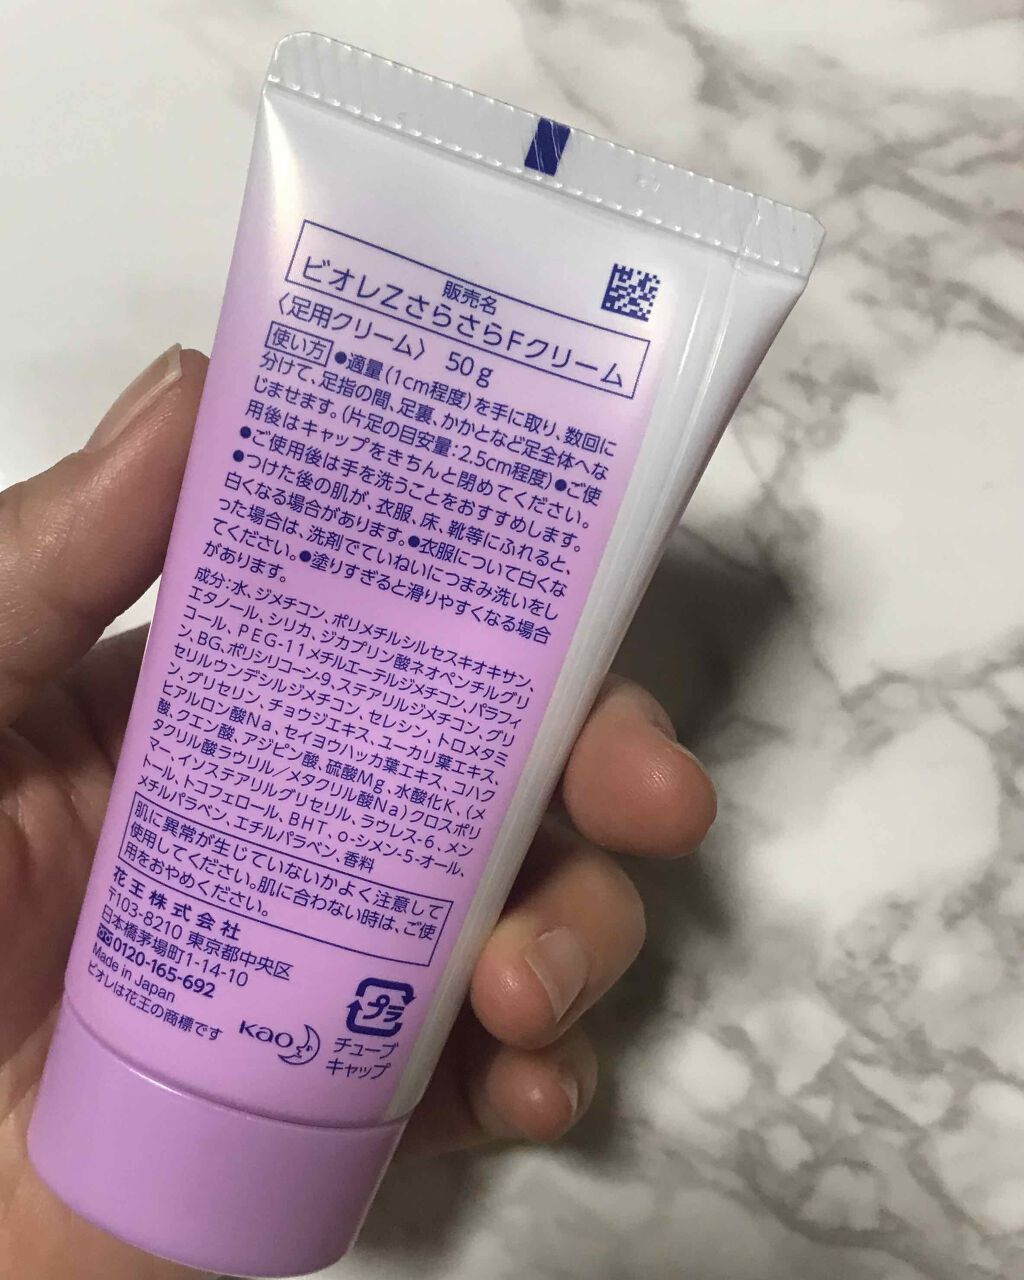 販売名
ビオレZさらさらFクリーム
〈足用クリーム〉 50g
使い方 ●適量(1cm程度)を手に取り、数回に
分けて、足指の間、足裏、かかとなど足全体へな
じませます。(片足の目安量:2.5cm程度)●ご使
用後はキャップをきちんと閉めてください。
●ご使用後は手を洗うことをおすすめします。
●つけた後の肌が、衣服、床、靴等にふれると、
白くなる場合があります。●衣服について白くな
った場合は、洗剤でていねいにつまみ洗いをし
てください。●塗りすぎると滑りやすくなる場合
があります。
成分:水、ジメチコン、ポリメチルシルセスキオキサン、
エタノール、シリカ、ジカプリン酸ネオペンチルグリ
コール、PEG-11メチルエーテルジメチコン、パラフィ
ン、BG、ポリシリコーン-9、ステアリルジメチコン、グリ
セリルウンデシルジメチコン、セレシン、トロメタミ
ン、グリセリン、チョウジエキス、ユーカリ葉エキス、
ヒアルロン酸Na、セイヨウハッカ葉エキス、コハク
酸、クエン酸、アジピン酸、硫酸Mg、水酸化K、(メ
タクリル酸ラウリル/メタクリル酸Na)クロスポリ
マー、イソステアリルグリセリル、ラウレス-6、メン
トール、トコフェロール、BHT、o-シメン-5-オール、
メチルパラベン、エチルパラベン、香料
肌に異常が生じていないかよく注意して
使用してください。肌に合わない時は、ご使
用をおやめください。
花王株式会社
〒103-8210 東京都中央区
日本橋茅場町1-14-10
0120-165-692
Made in Japan
ビオレは花王の商標です
Kao
プラ
チューブ
キャップ